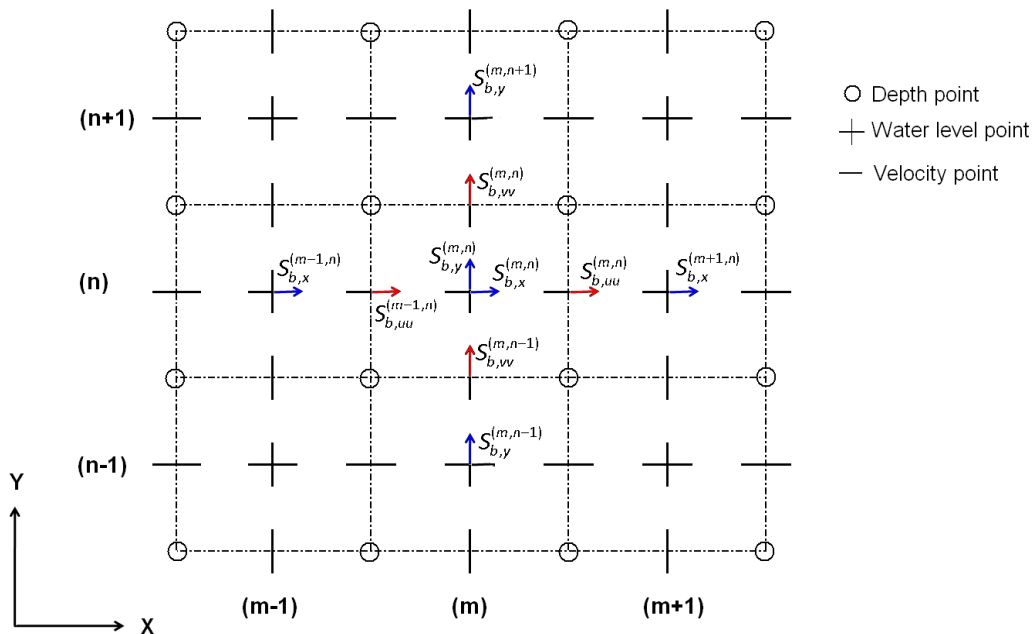 S_{b,y}^{(m,n+1)}
Depth point
(n+1)
Water level point
S_{b,vv}^{(m,n)}
Velocity point
(n)
S_{b,x}^{(m-1,n)}
S_{b,y}^{(m,n)}
S_{b,x}^{(m,n)}
S_{b,uu}^{(m,n)}
S_{b,x}^{(m+1,n)}
S_{b,uu}^{(m-1,n)}
S_{b,vv}^{(m,n-1)}
(n-1)
S_{b,y}^{(m,n-1)}
Y
X
(m-1)
(m)
(m+1)